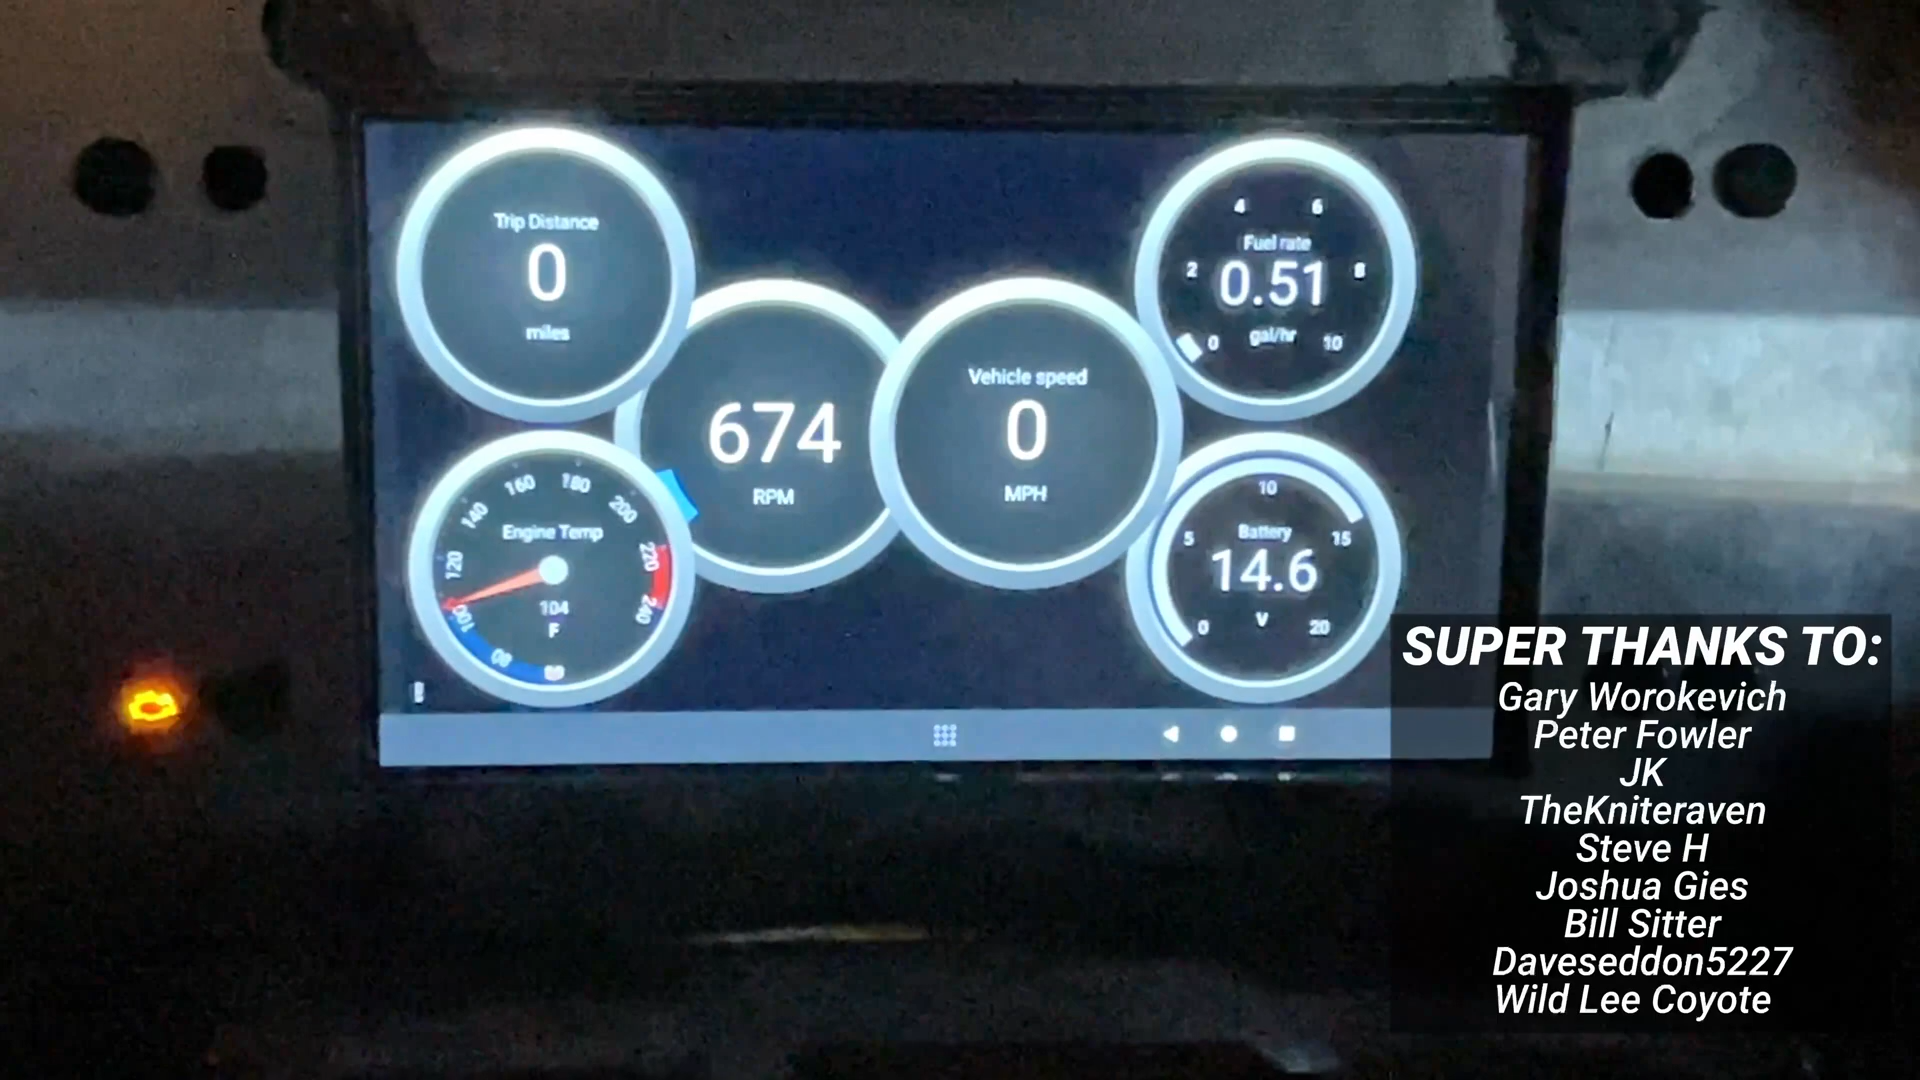 Trip Distance
0
miles
674
RPM
Vehicle speed
0
MPH
4 6
Fuel rate
2 0.51 8
0 gal/hr 10
160 180
140 200
Engine Temp
120 220
104
100 240
F
80
60
10
Battery
5 15
14.6
V
0 20
SUPER THANKS TO:
Gary Worokevich
Peter Fowler
JK
TheKniteraven
Steve H
Joshua Gies
Bill Sitter
Daveseddon5227
Wild Lee Coyote